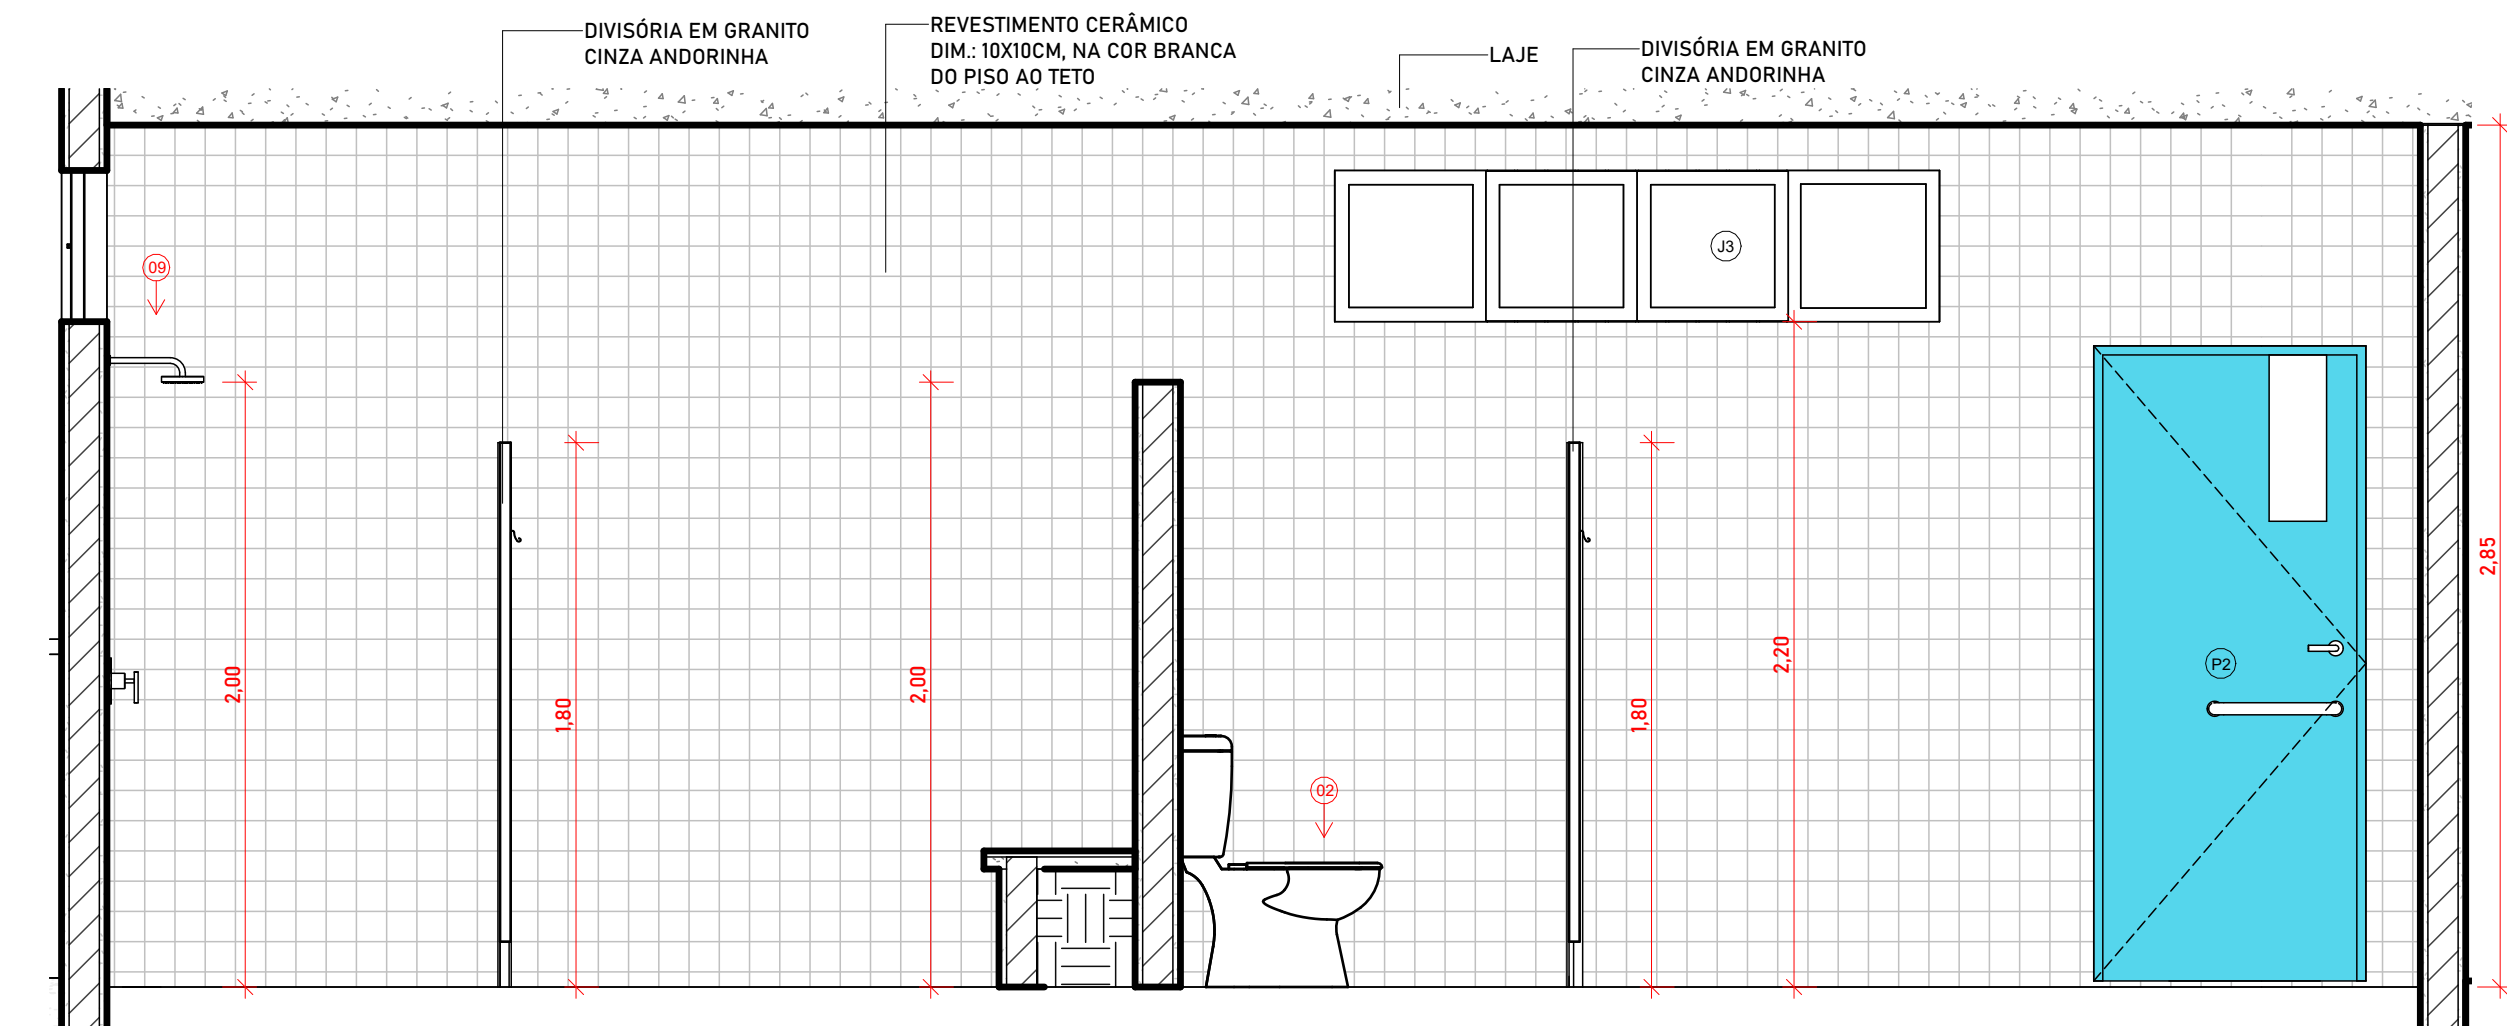 DIVISÓRIA EM GRANITO
CINZA ANDORINHA
REVESTIMENTO CERÂMICO
DIM.: 10X10CM, NA COR BRANCA
DO PISO AO TETO
LAJE
DIVISÓRIA EM GRANITO
CINZA ANDORINHA
J3
09
2,85
2,20
P2
2,00
2,00
1,80
1,80
02